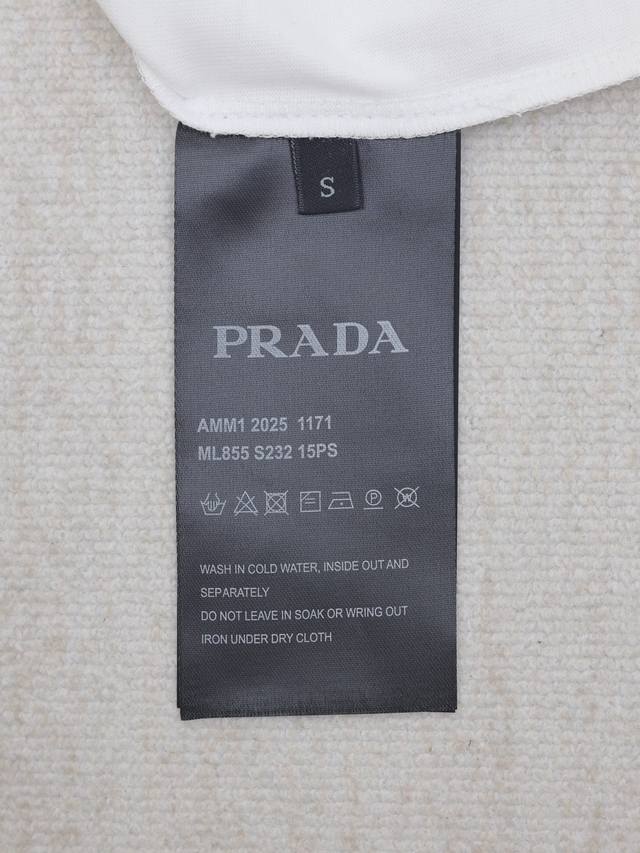 S
PRADA
AMM1 2025 1171
ML855 S232 15PS
WASH IN COLD WATER, INSIDE OUT AND
SEPARATELY
DO NOT LEAVE IN SOAK OR WRING OUT
IRON UNDER DRY CLOTH